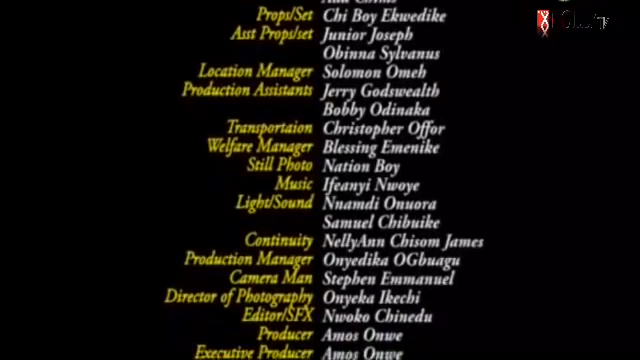 Props/Set Chi Boy Ekwedike
Asst Props/set Junior Joseph
Obinna Sylvanus
Location Manager Solomon Omeh
Production Assistants Jerry Godswealth
Bobby Odinaka
Transportaion Christopher Offor
Welfare Manager Blessing Emenike
Still Photo Nation Boy
Music Ifeanyi Nwoye
Light/Sound Nnamdi Onuora
Samuel Chibuike
Continuity NellyAnn Chisom James
Production Manager Onyedika OGbuagu
Camera Man Stephen Emmanuel
Director of Photography Onyeka Ikechi
Editor/SFX Nwoko Chinedu
Producer Amos Onwe
Executive Producer Amos Onwe